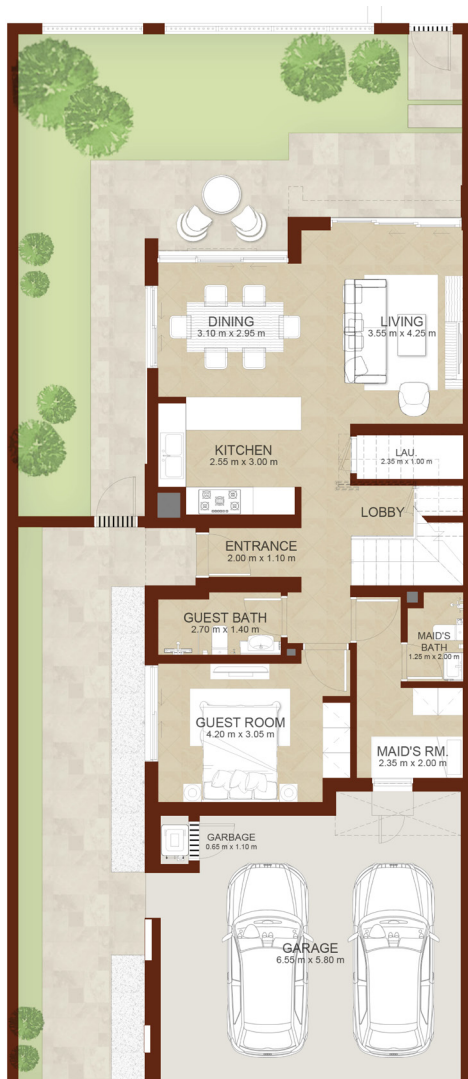 DINING
3.10 m x 2.95 m
LIVING
3.55 m x 4.25 m
KITCHEN
2.55 m x 3.00 m
LAU.
2.35 m x 1.00 m
LOBBY
ENTRANCE
2.00 m x 1.10 m
GUEST BATH
2.70 m x 1.40 m
MAID'S
BATH
1.25 m x 2.00 m
GUEST ROOM
4.20 m x 3.05 m
MAID'S RM.
2.35 m x 2.00 m
GARBAGE
0.65 m x 1.10 m
GARAGE
6.55 m x 5.80 m